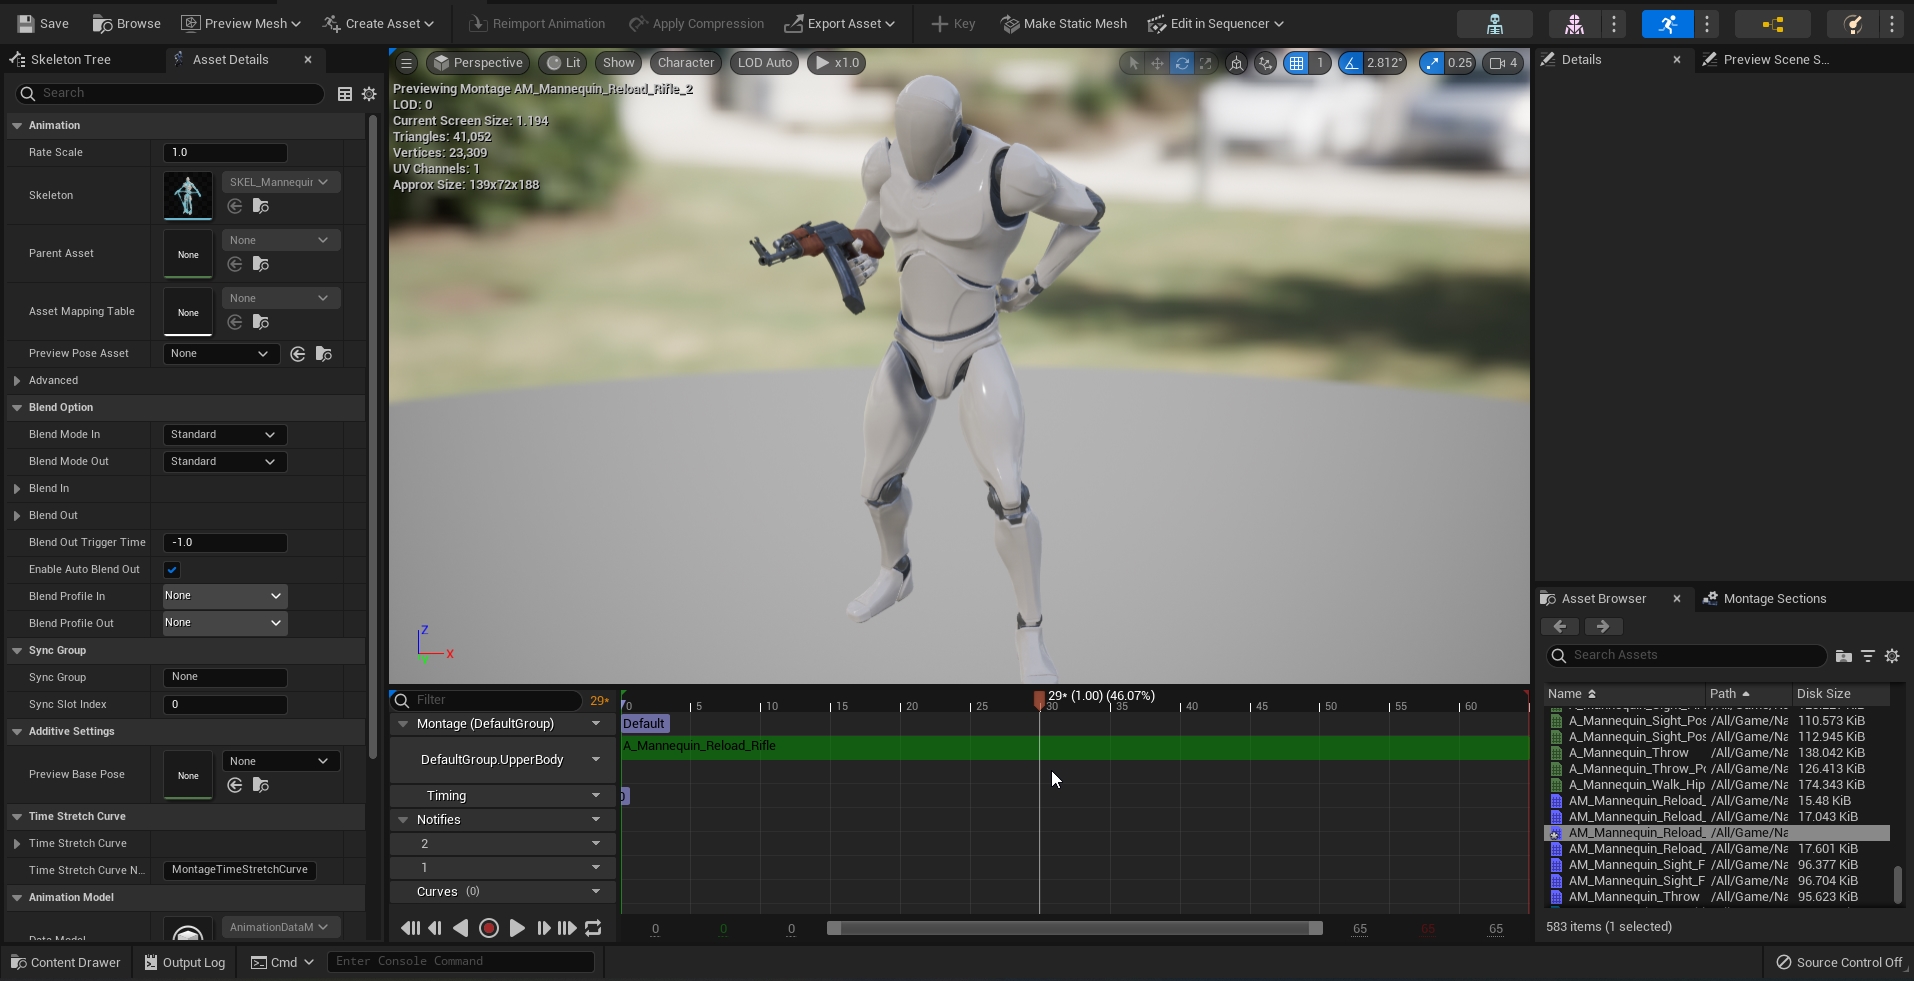 Save Browse Preview Mesh Create Asset Reimport Animation Apply Compression Export Asset Key Make Static Mesh Edit in Sequencer
Skeleton Tree Asset Details
Search
Animation
Rate Scale 1.0
Skeleton SKEL_Mannequin
Parent Asset None None
Asset Mapping Table None None
Preview Pose Asset None
Advanced
Blend Option
Blend Mode In Standard
Blend Mode Out Standard
Blend In
Blend Out
Blend Out Trigger Time -1.0
Enable Auto Blend Out
Blend Profile In None
Blend Profile Out None
Sync Group
Sync Group None
Sync Slot Index 0
Additive Settings
Preview Base Pose None None
Time Stretch Curve
Time Stretch Curve
Time Stretch Curve N... MontageTimeStretchCurve
Animation Model
Data Model AnimationDataM
Perspective Lit Show Character LOD Auto x1.0 1 2.812° 0.25 4
Previewing Montage AM_Mannequin_Reload_Rifle_2
LOD: 0
Current Screen Size: 1.194
Triangles: 41,052
Vertices: 23,309
UV Channels: 1
Approx Size: 139x72x188
Z
X
Filter 29*
29* (1.00) (46.07%)
0 5 10 15 20 25 30 35 40 45 50 55 60
Montage (DefaultGroup) Default
A_Mannequin_Reload_Rifle
DefaultGroup.UpperBody
Timing
Notifies
2
1
Curves (0)
0 0 0 65 65 65
Details Preview Scene S...
Asset Browser Montage Sections
Search Assets
Name Path Disk Size
A_Mannequin_Sight_Pos /All/Game/Na 110.573 KiB
A_Mannequin_Sight_Pos /All/Game/Na 112.945 KiB
A_Mannequin_Throw /All/Game/Na 138.042 KiB
A_Mannequin_Throw_Po /All/Game/Na 126.413 KiB
A_Mannequin_Walk_Hip /All/Game/Na 174.343 KiB
AM_Mannequin_Reload_ /All/Game/Na 15.48 KiB
AM_Mannequin_Reload_ /All/Game/Na 17.043 KiB
AM_Mannequin_Reload_ /All/Game/Na
AM_Mannequin_Reload_ /All/Game/Na 17.601 KiB
AM_Mannequin_Sight_F /All/Game/Na 96.377 KiB
AM_Mannequin_Sight_F /All/Game/Na 96.704 KiB
AM_Mannequin_Throw /All/Game/Na 95.623 KiB
583 items (1 selected)
Content Drawer Output Log Cmd Enter Console Command Source Control Off